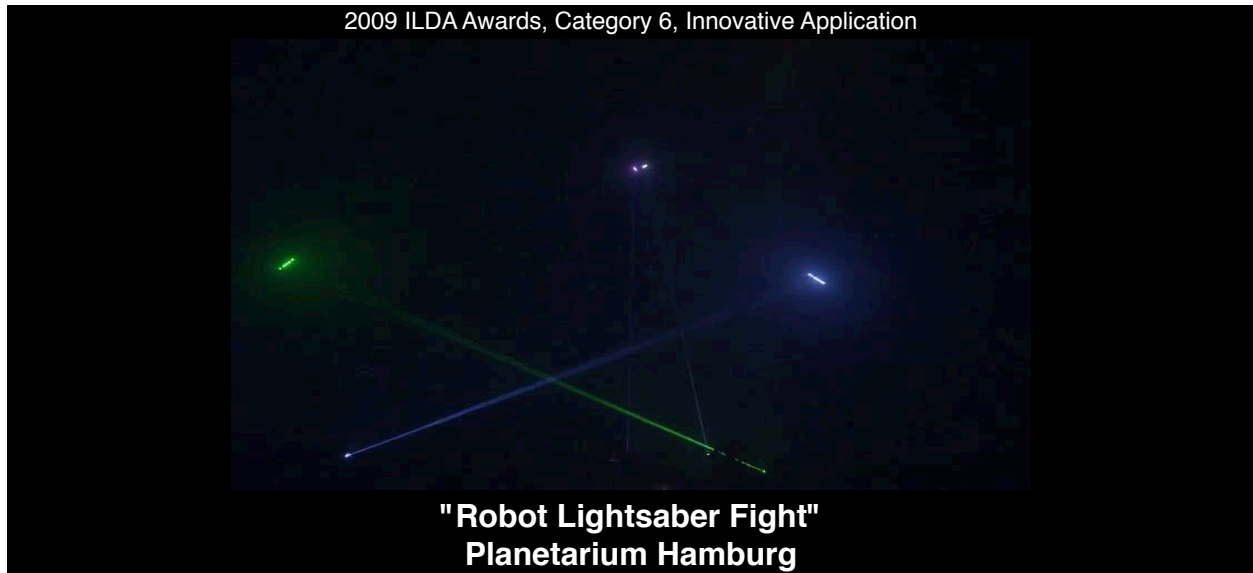 2009 ILDA Awards, Category 6, Innovative Application
"Robot Lightsaber Fight"
Planetarium Hamburg